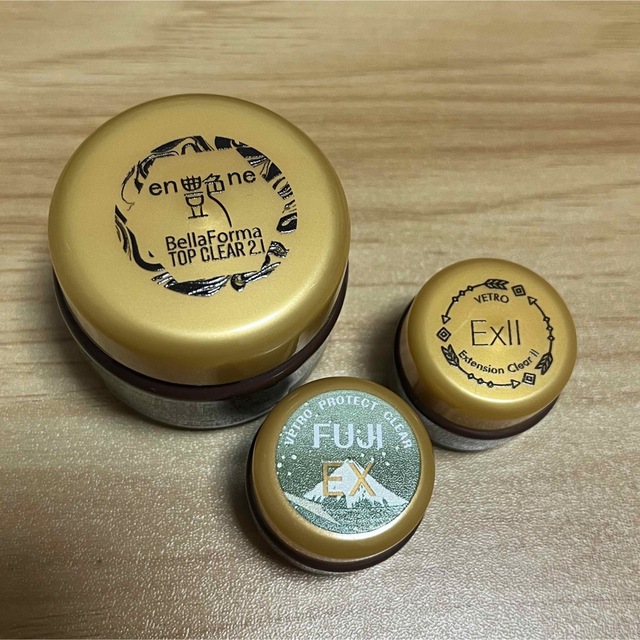 en艶ne
BellaForma
TOP CLEAR 2.1
VETRO
ExII
Extension Clear II
VETRO PROTECT CLEAR
FUJI
EX